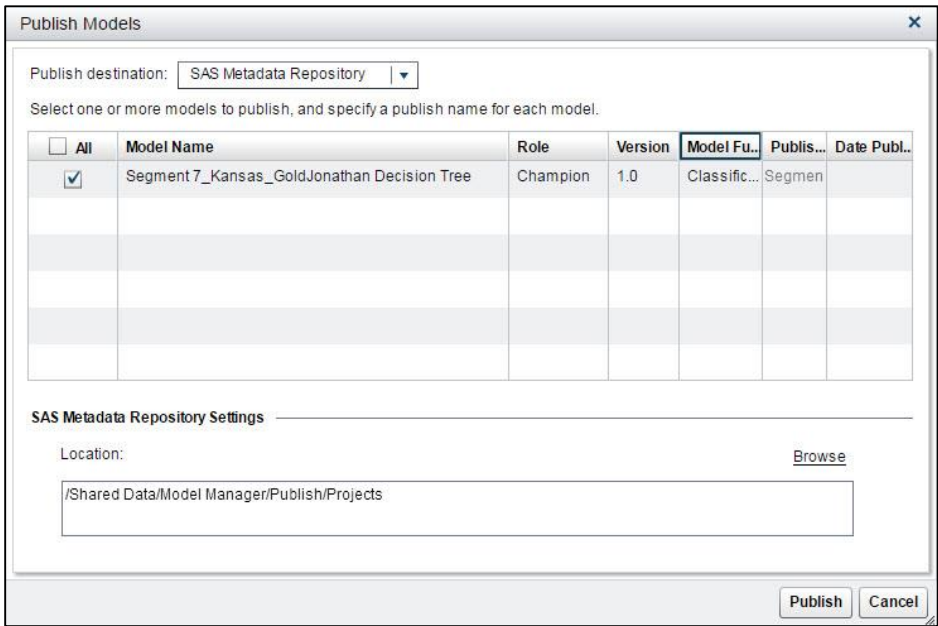 Publish Models
Publish destination: SAS Metadata Repository
Select one or more models to publish, and specify a publish name for each model.
All Model Name Role Version Model Fu.. Publis... Date Publ..
Segment 7_Kansas_GoldJonathan Decision Tree Champion 1.0 Classific... Segmen
SAS Metadata Repository Settings
Location: Browse
/Shared Data/Model Manager/Publish/Projects
Publish Cancel